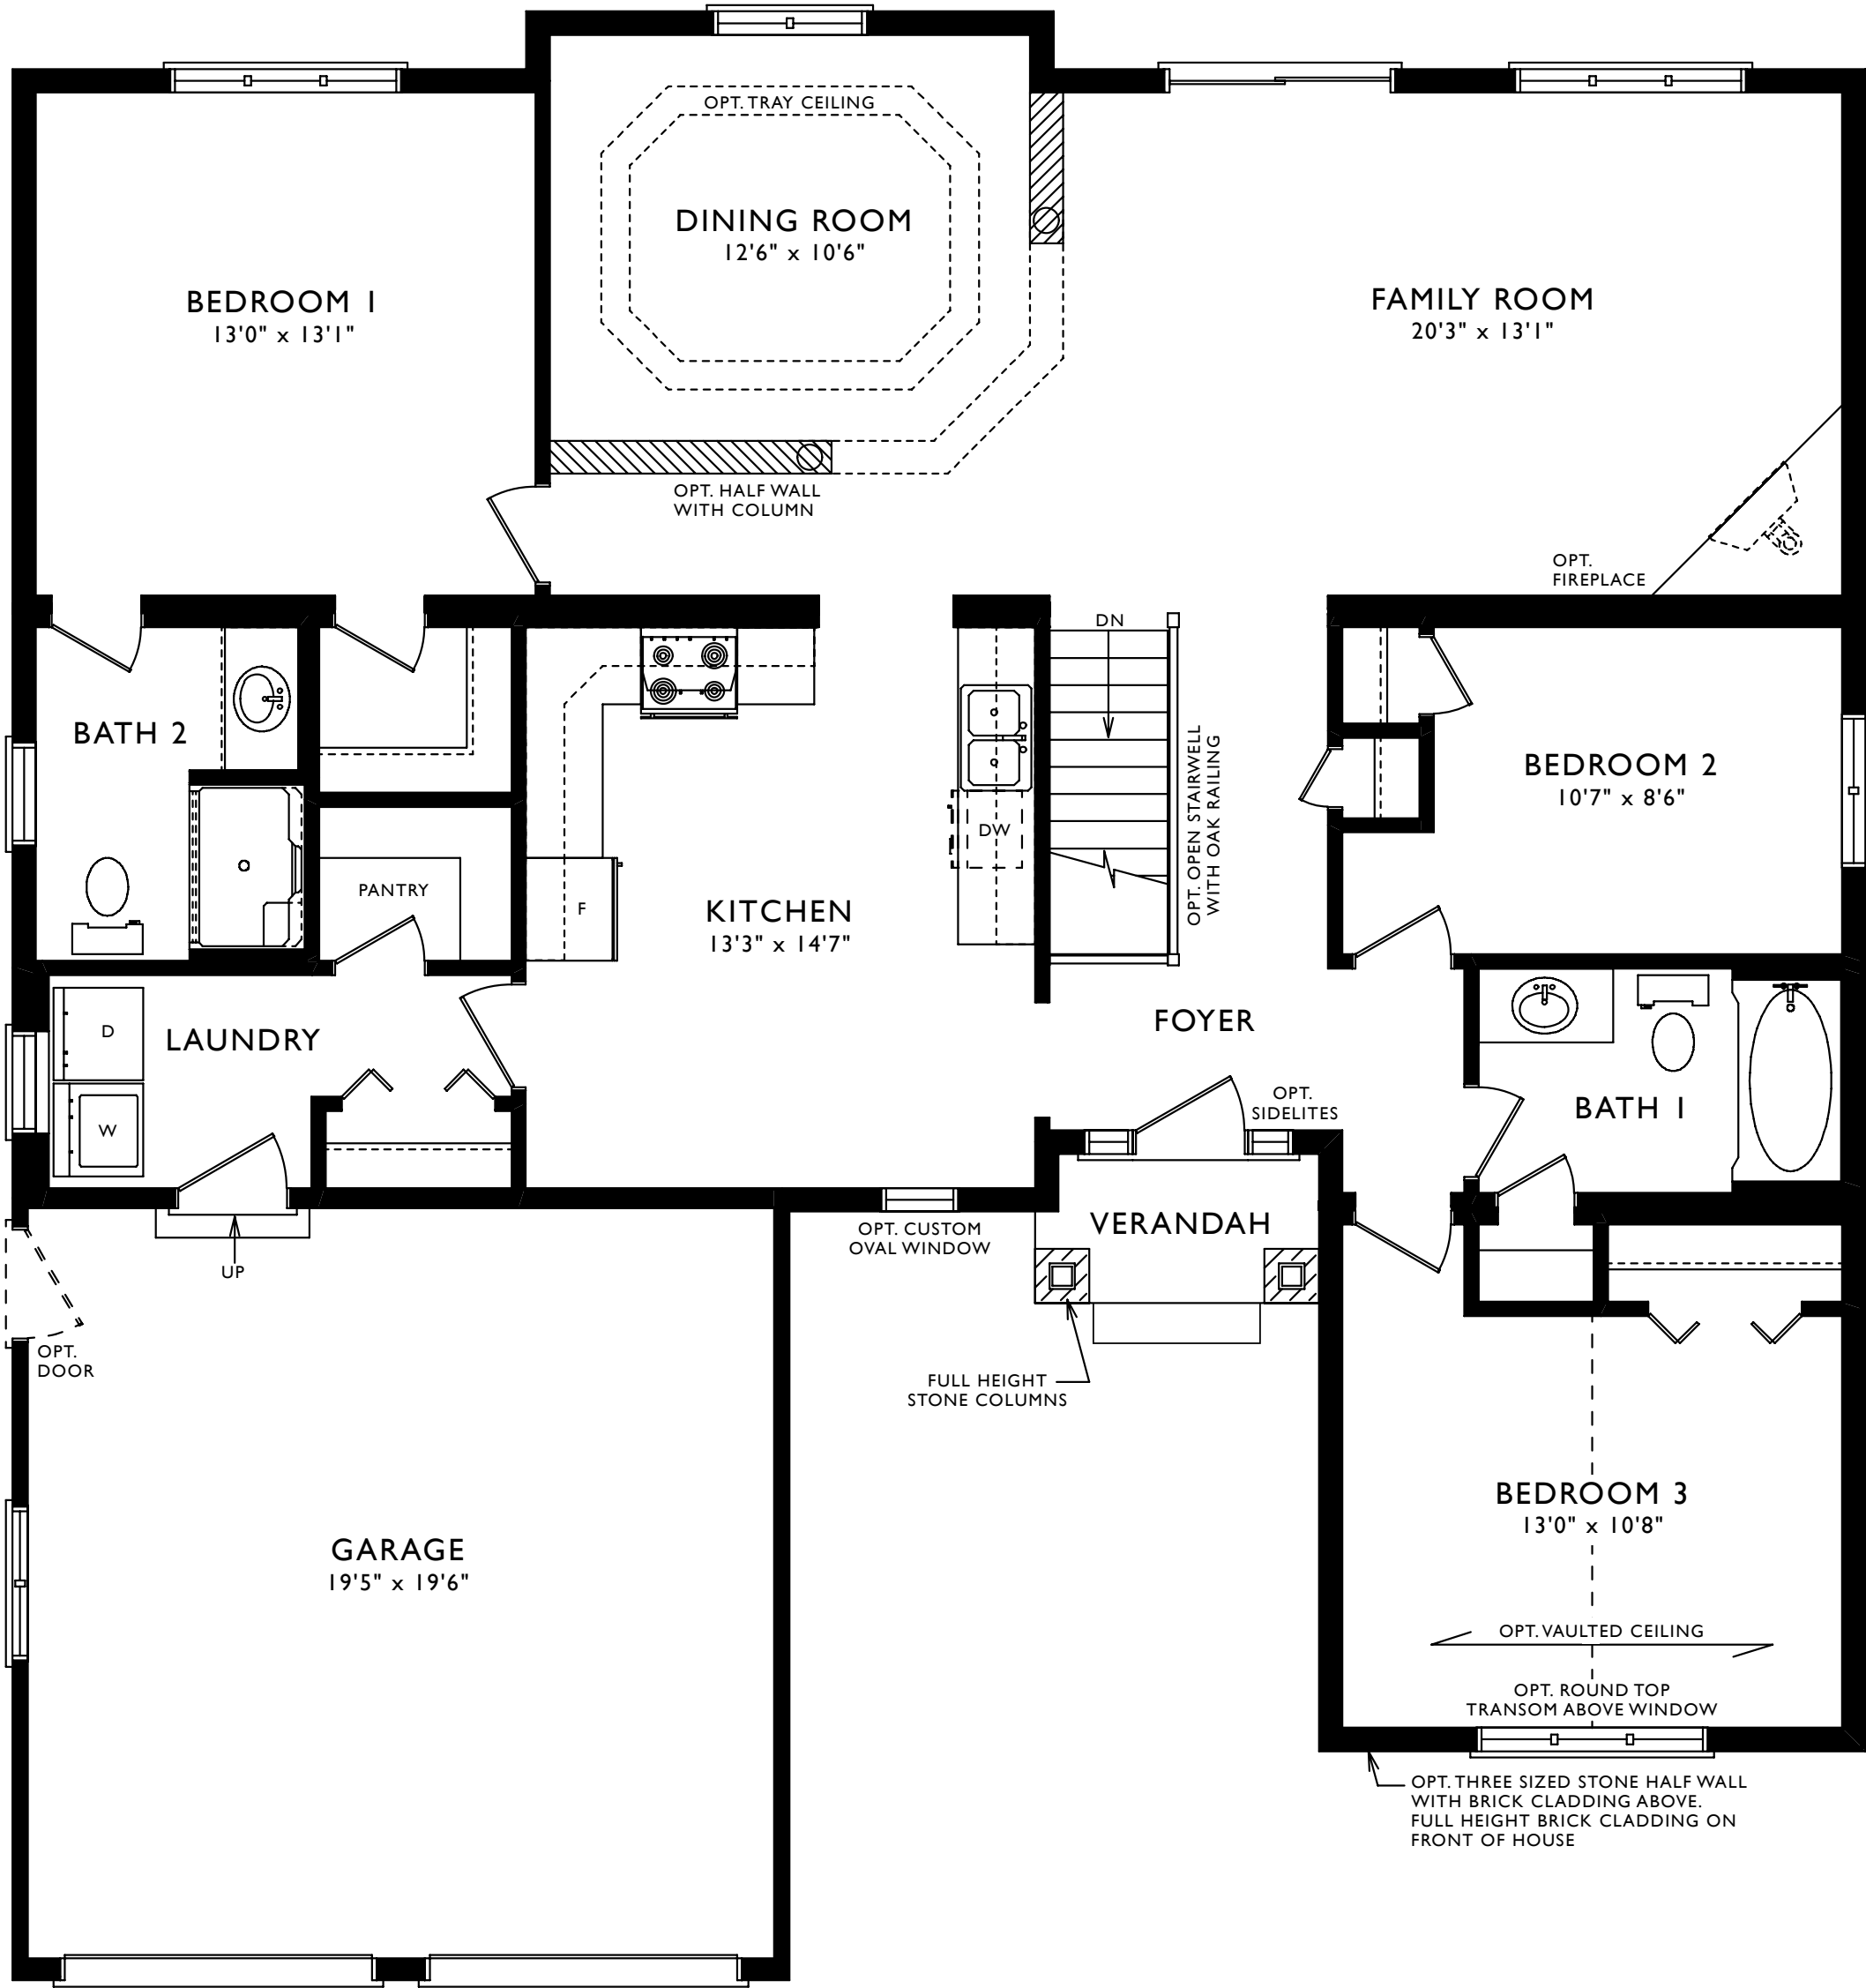 OPT. TRAY CEILING
DINING ROOM
12'6" x 10'6"
BEDROOM 1
13'0" x 13'1"
FAMILY ROOM
20'3" x 13'1"
OPT. HALF WALL
WITH COLUMN
OPT.
FIREPLACE
DN
BATH 2
OPT. OPEN STAIRWELL
WITH OAK RAILING
BEDROOM 2
10'7" x 8'6"
DW
PANTRY
F
KITCHEN
13'3" x 14'7"
D
LAUNDRY
FOYER
W
OPT.
SIDELITES
BATH 1
UP
OPT. CUSTOM
OVAL WINDOW
VERANDAH
OPT.
DOOR
FULL HEIGHT
STONE COLUMNS
GARAGE
19'5" x 19'6"
BEDROOM 3
13'0" x 10'8"
OPT. VAULTED CEILING
OPT. ROUND TOP
TRANSOM ABOVE WINDOW
OPT. THREE SIZED STONE HALF WALL
WITH BRICK CLADDING ABOVE.
FULL HEIGHT BRICK CLADDING ON
FRONT OF HOUSE